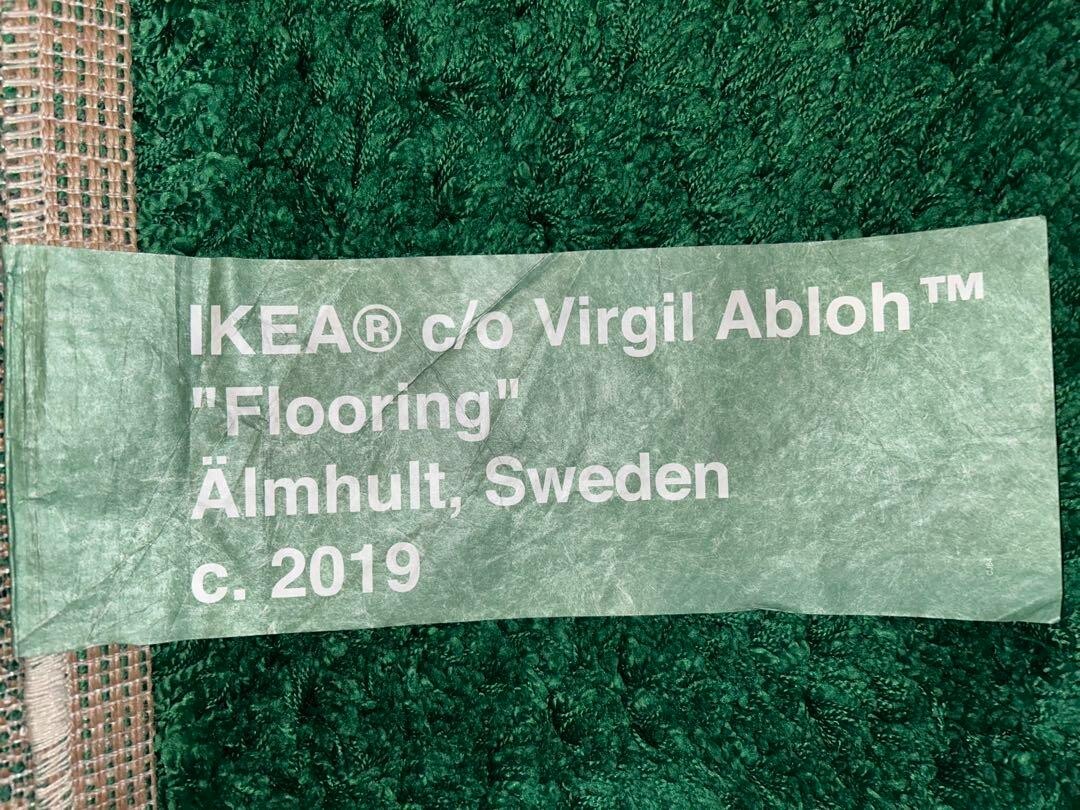 IKEA® c/o Virgil Abloh™
"Flooring"
Älmhult, Sweden
c. 2019